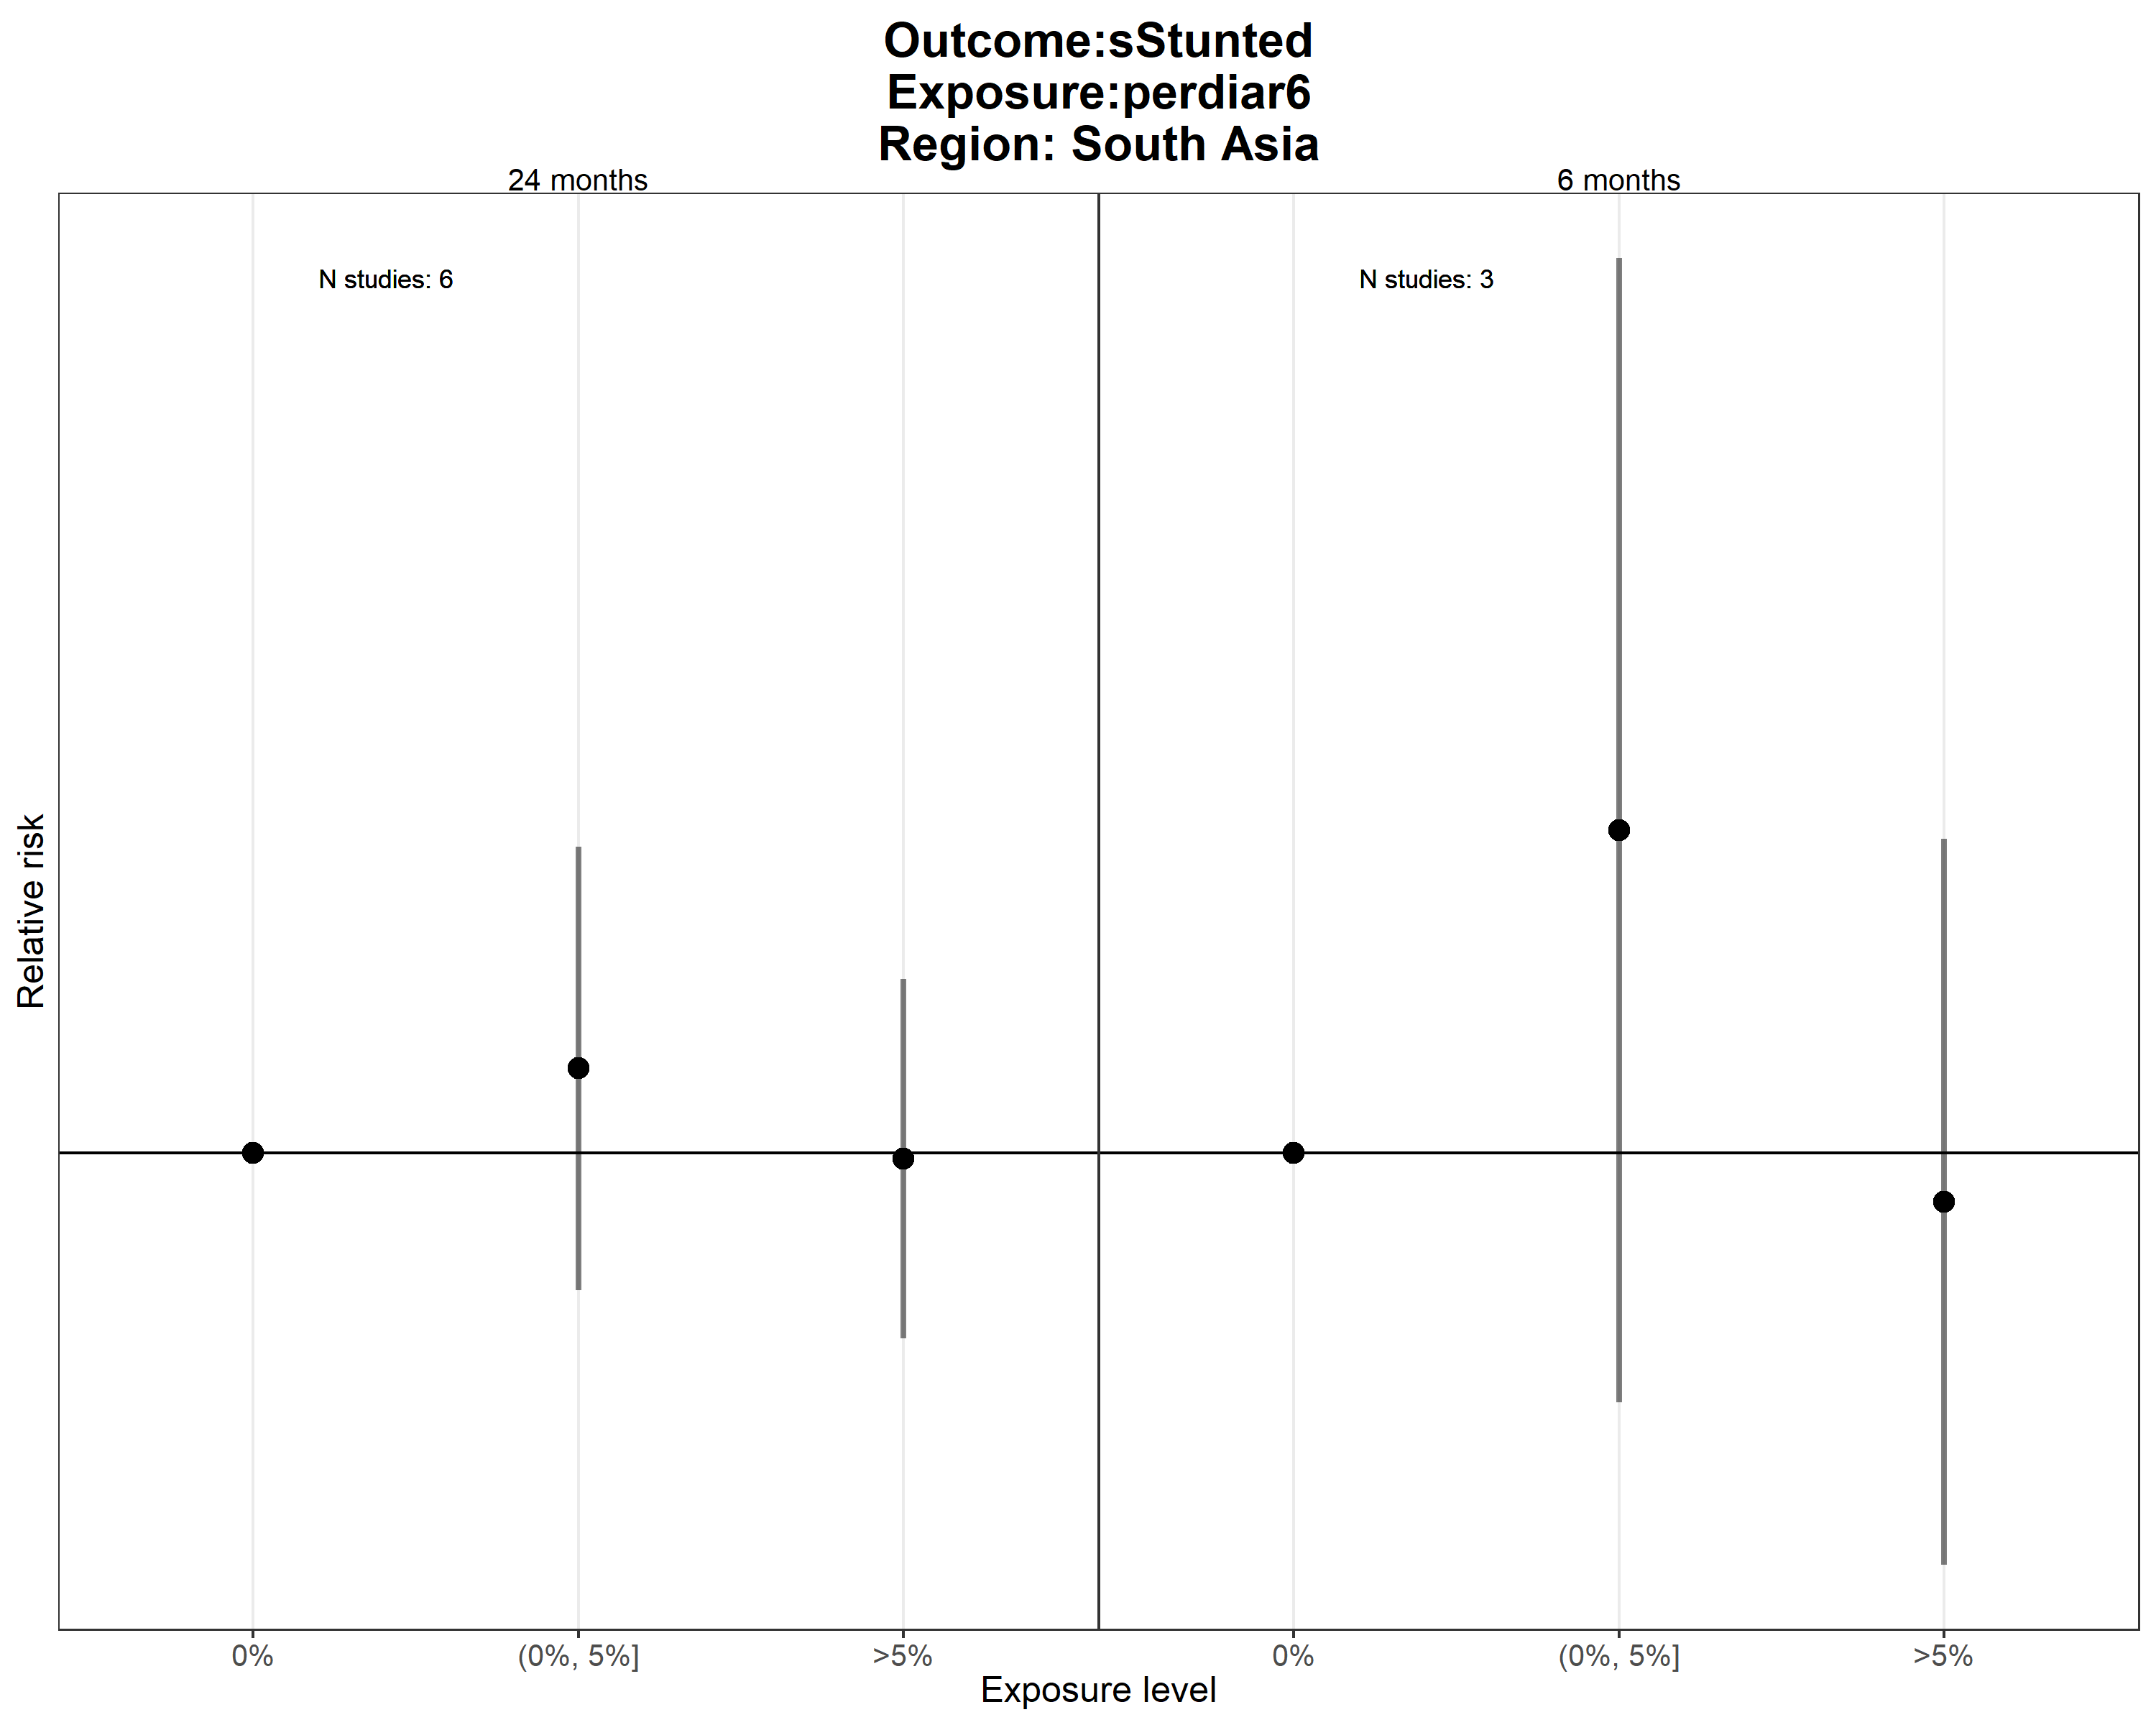 Outcome:sStunted
Exposure:perdiar6
Region: South Asia
24 months
6 months
N studies: 6
N studies: 3
Relative risk
0%
(0%, 5%]
>5%
0%
(0%, 5%]
>5%
Exposure level